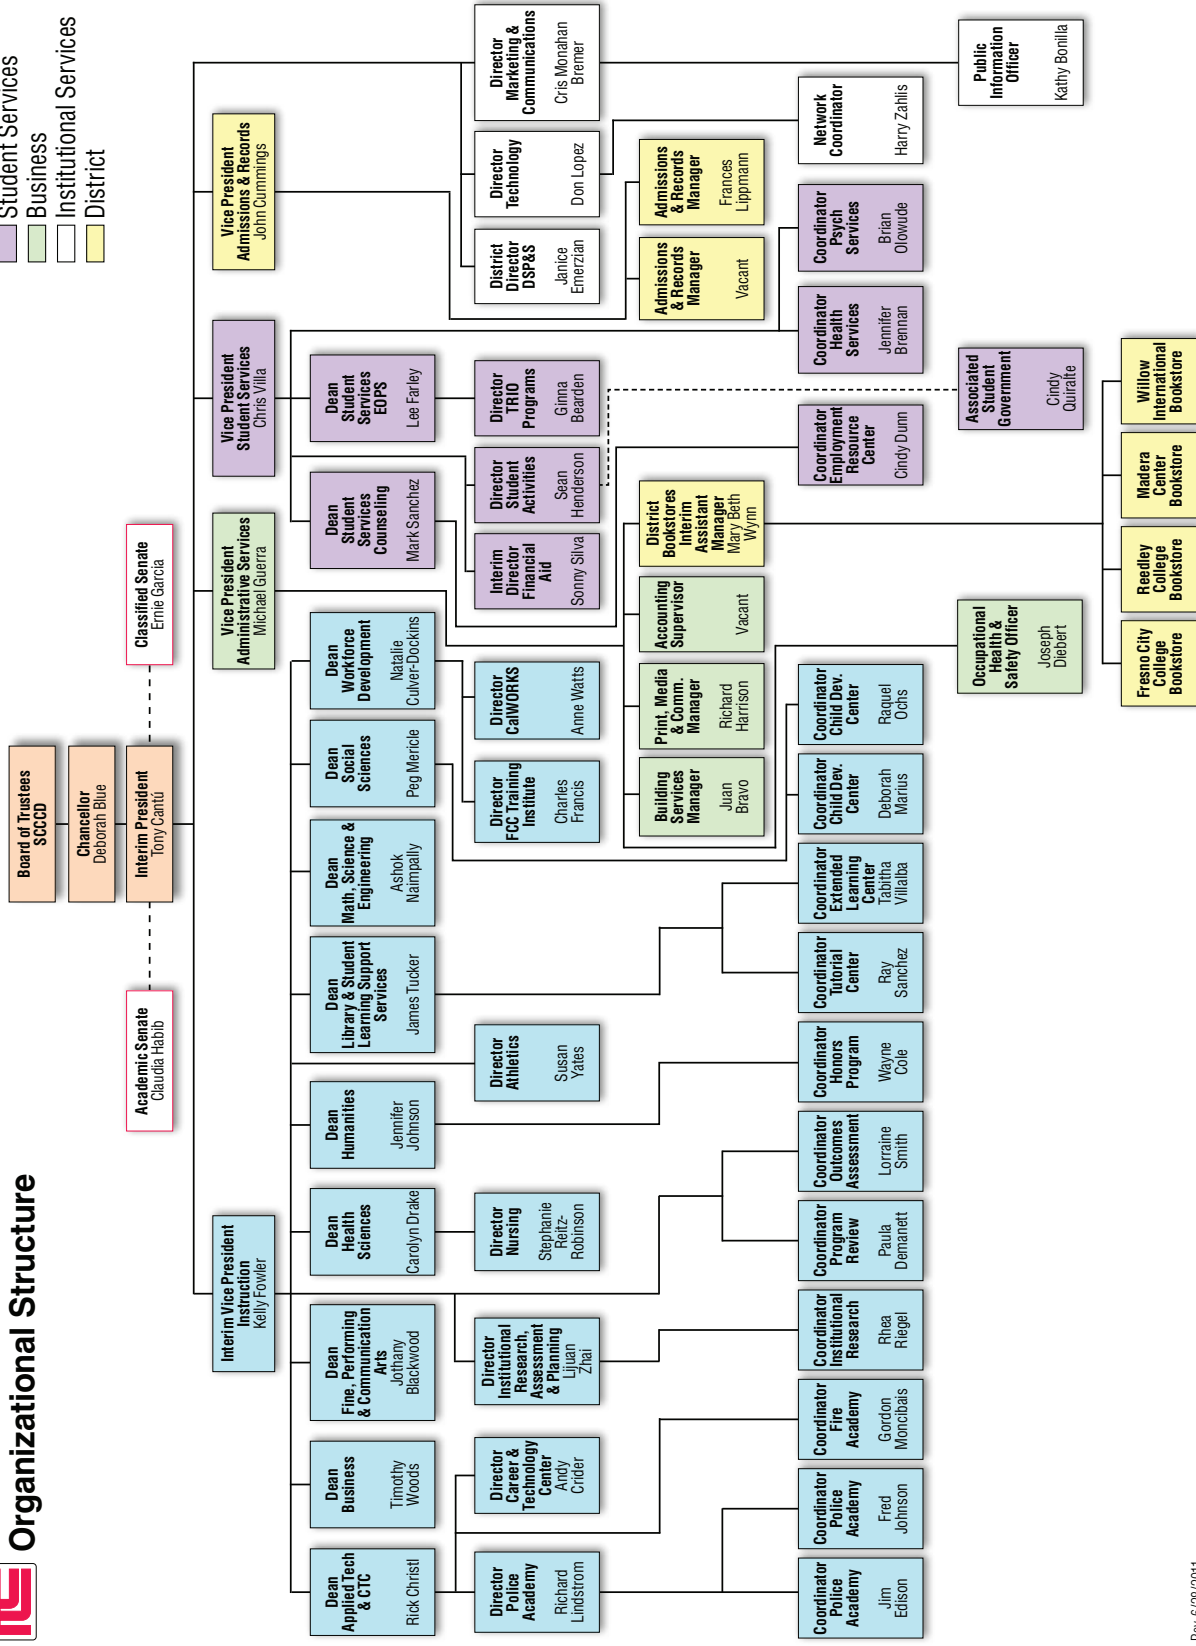 Organizational Structure
Student Services
Business
Institutional Services
District
Board of Trustees
SCCCD
Chancellor
Deborah Blue
Interim President
Tony Cantú
Academic Senate
Claudia Habib
Classified Senate
Ernie Garcia
Interim Vice President
Instruction
Kelly Fowler
Vice President
Administrative Services
Michael Guerra
Vice President
Student Services
Chris Villa
Vice President
Admissions & Records
John Cummings
Dean
Applied Tech
& CTC
Rick Christl
Dean
Business
Timothy
Woods
Dean
Fine, Performing
& Communication
Arts
Jothany
Blackwood
Dean
Health
Sciences
Carolyn Drake
Dean
Humanities
Jennifer
Johnson
Dean
Library & Student
Learning Support
Services
James Tucker
Dean
Math, Science &
Engineering
Ashok
Naimpally
Dean
Social
Sciences
Peg Mericle
Dean
Workforce
Development
Natalie
Culver-Dockins
Dean
Student
Services
Counseling
Mark Sanchez
Dean
Student
Services
EOPS
Lee Farley
Director
Police
Academy
Richard
Lindstrom
Director
Career &
Technology
Center
Andy
Crider
Director
Institutional
Research,
Assessment
& Planning
Lijuan
Zhai
Director
Nursing
Stephanie
Reitz-
Robinson
Director
Athletics
Susan
Yates
Director
FCC Training
Institute
Charles
Francis
Director
CalWORKS
Anne Watts
Interim
Director
Financial
Aid
Sonny Silva
Director
Student
Activities
Sean
Henderson
Director
TRIO
Programs
Ginna
Bearden
District
Director
DSP&S
Janice
Emerzian
Director
Technology
Don Lopez
Director
Marketing &
Communications
Cris Monahan
Bremer
Building
Services
Manager
Juan
Bravo
Print, Media
& Comm.
Manager
Richard
Harrison
Accounting
Supervisor
Vacant
District
Bookstores
Interim
Assistant
Manager
Mary Beth
Wynn
Admissions
& Records
Manager
Vacant
Admissions
& Records
Manager
Frances
Lippmann
Coordinator
Police
Academy
Jim
Edison
Coordinator
Police
Academy
Fred
Johnson
Coordinator
Fire
Academy
Gordon
Moncibais
Coordinator
Institutional
Research
Rhea
Riegel
Coordinator
Program
Review
Paula
Demanett
Coordinator
Outcomes
Assessment
Lorraine
Smith
Coordinator
Honors
Program
Wayne
Cole
Coordinator
Tutorial
Center
Ray
Sanchez
Coordinator
Extended
Learning
Center
Tabitha
Villalba
Coordinator
Child Dev.
Center
Deborah
Marius
Coordinator
Child Dev.
Center
Raquel
Ochs
Coordinator
Employment
Resource
Center
Cindy Dunn
Coordinator
Health
Services
Jennifer
Brennan
Coordinator
Psych
Services
Brian
Olowude
Network
Coordinator
Harry Zahlis
Occupational
Health &
Safety Officer
Joseph
Diebert
Associated
Student
Government
Cindy
Quiralte
Public
Information
Officer
Kathy Bonilla
Fresno City
College
Bookstore
Reedley
College
Bookstore
Madera
Center
Bookstore
Willow
International
Bookstore
Rev. 6/29/2011